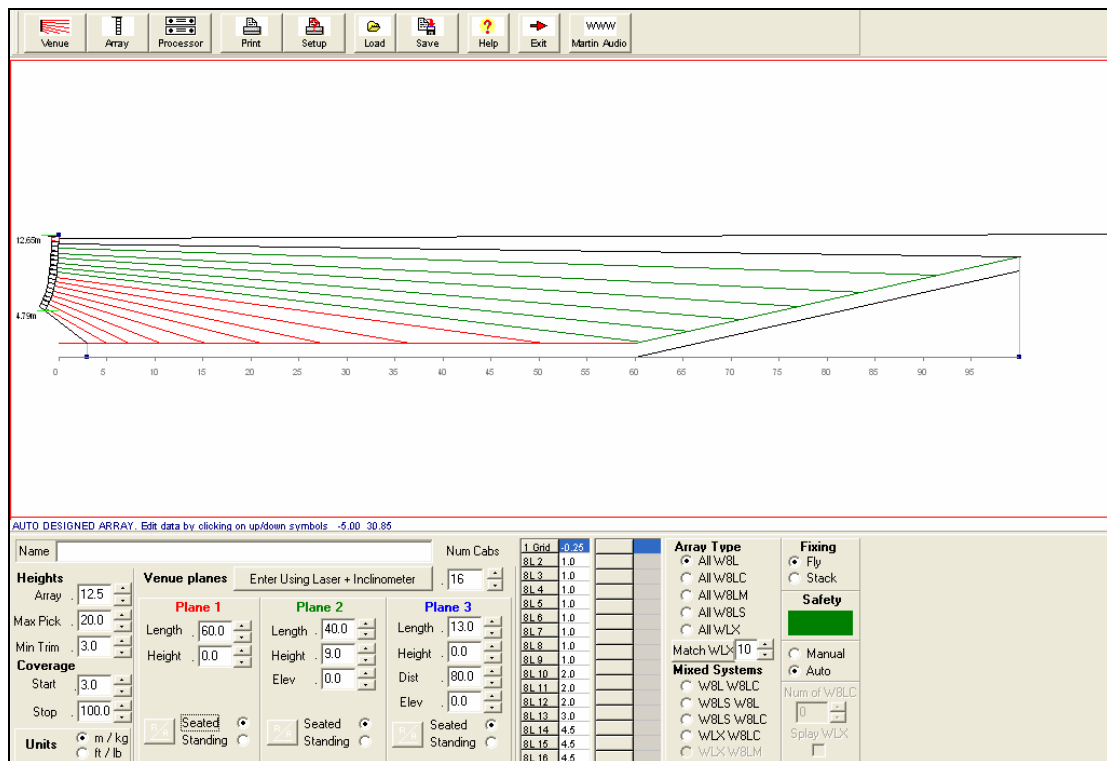 Venue Array Processor Print Setup Load Save Help Exit WWW Martin Audio
12.65m
4.79m
0 5 10 15 20 25 30 35 40 45 50 55 60 65 70 75 80 85 90 95
AUTO DESIGNED ARRAY. Edit data by clicking on up/down symbols -5.00 30.85
Name
Num Cabs
16
Heights
Array 12.5
Max Pick 20.0
Min Trim 3.0
Coverage
Start 3.0
Stop 100.0
Units
m / kg
ft / lb
Venue planes
Enter Using Laser + Inclinometer
Plane 1
Length 60.0
Height 0.0
R/A
Seated
Standing
Plane 2
Length 40.0
Height 9.0
Elev 0.0
R/A
Seated
Standing
Plane 3
Length 13.0
Height 0.0
Dist 80.0
Elev 0.0
R/A
Seated
Standing
1 Grid -0.25
8L 2 1.0
8L 3 1.0
8L 4 1.0
8L 5 1.0
8L 6 1.0
8L 7 1.0
8L 8 1.0
8L 9 1.0
8L 10 2.0
8L 11 2.0
8L 12 2.0
8L 13 3.0
8L 14 4.5
8L 15 4.5
8L 16 4.5
Array Type
All W8L
All W8LC
All W8LM
All W8LS
All WLX
Match WLX 10
Mixed Systems
W8L W8LC
W8LS W8L
W8LS W8LC
WLX W8LC
WLX W8LM
Fixing
Fly
Stack
Safety
Manual
Auto
Num of W8LC
0
Splay WLX